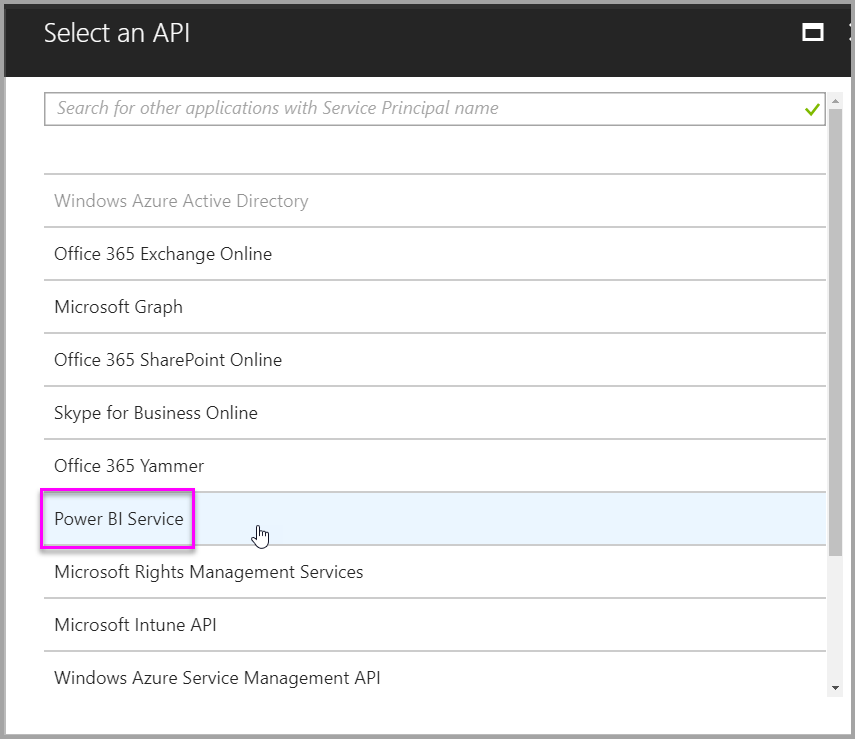 Select an API
Search for other applications with Service Principal name
Windows Azure Active Directory
Office 365 Exchange Online
Microsoft Graph
Office 365 SharePoint Online
Skype for Business Online
Office 365 Yammer
Power BI Service
Microsoft Rights Management Services
Microsoft Intune API
Windows Azure Service Management API